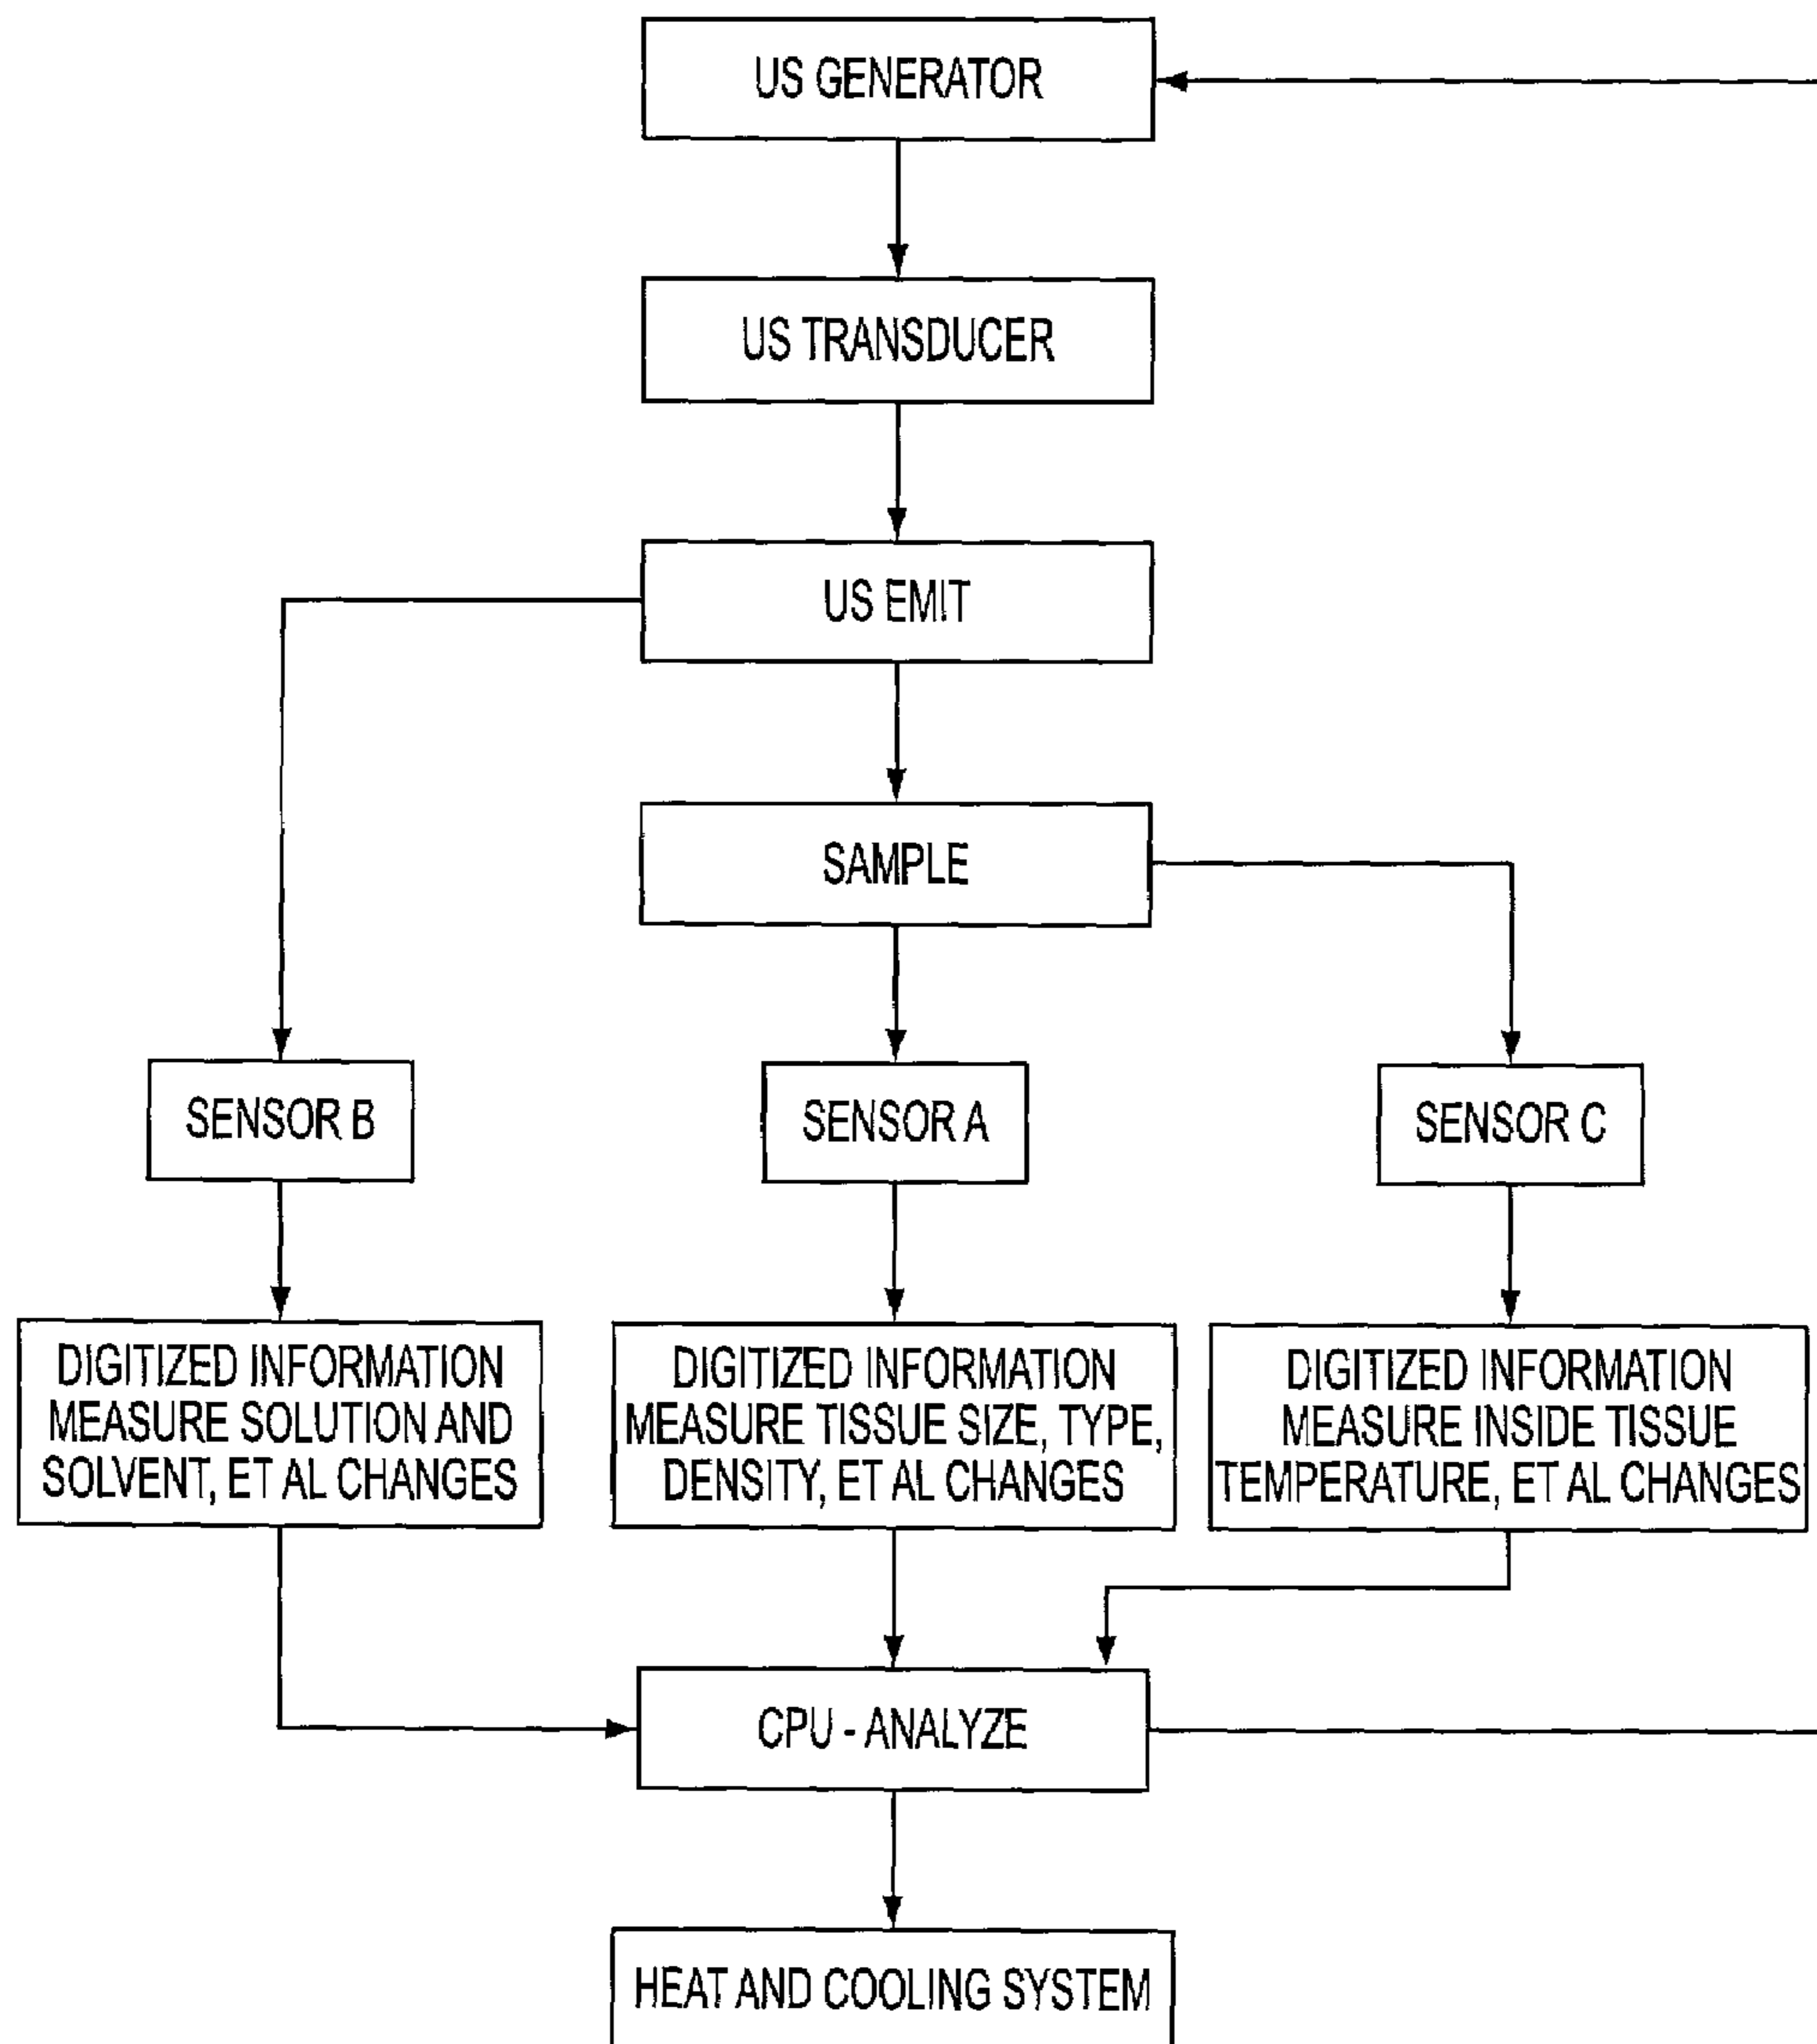 US GENERATOR
US TRANSDUCER
US EMIT
SAMPLE
SENSOR B
SENSOR A
SENSOR C
DIGITIZED INFORMATION
MEASURE SOLUTION AND
SOLVENT, ET AL CHANGES
DIGITIZED INFORMATION
MEASURE TISSUE SIZE, TYPE,
DENSITY, ET AL CHANGES
DIGITIZED INFORMATION
MEASURE INSIDE TISSUE
TEMPERATURE, ET AL CHANGES
CPU - ANALYZE
HEAT AND COOLING SYSTEM